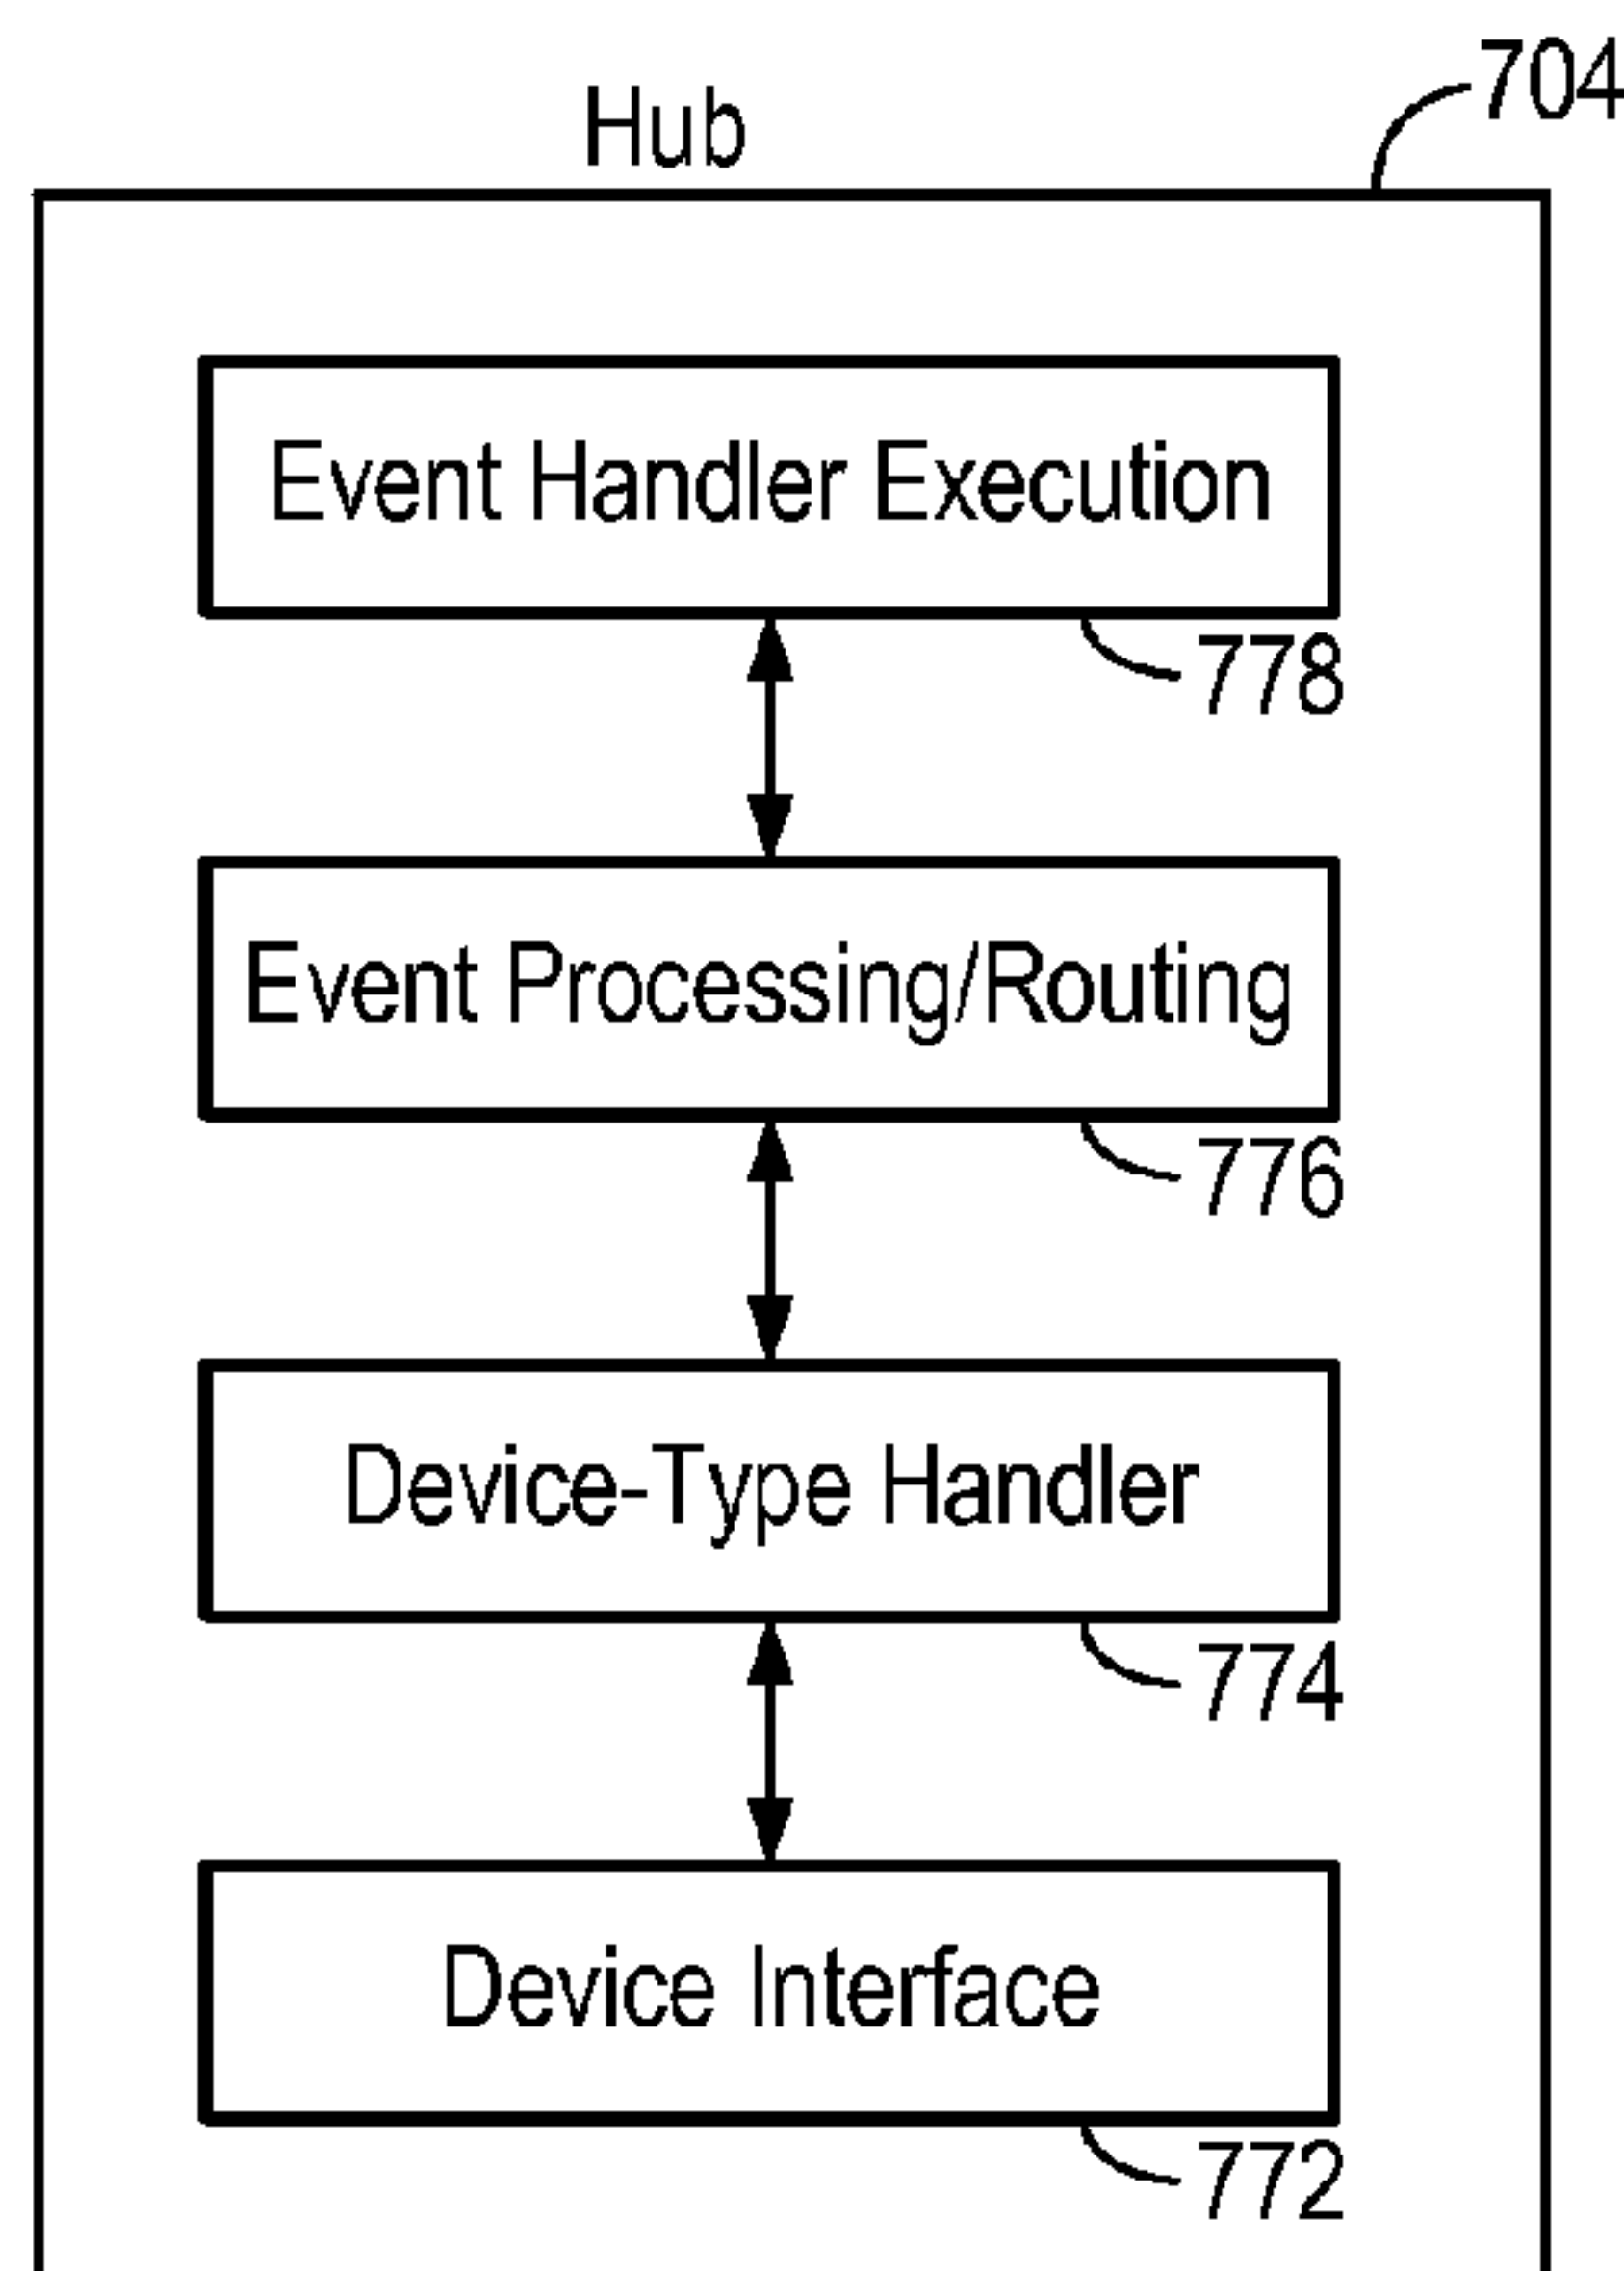 704
Hub
Event Handler Execution
778
Event Processing/Routing
776
Device-Type Handler
774
Device Interface
772